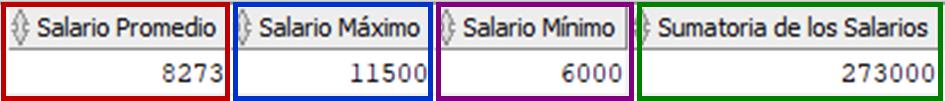 Salario Promedio Salario Máximo Salario Mínimo Sumatoria de los Salarios
8273 11500 6000 273000